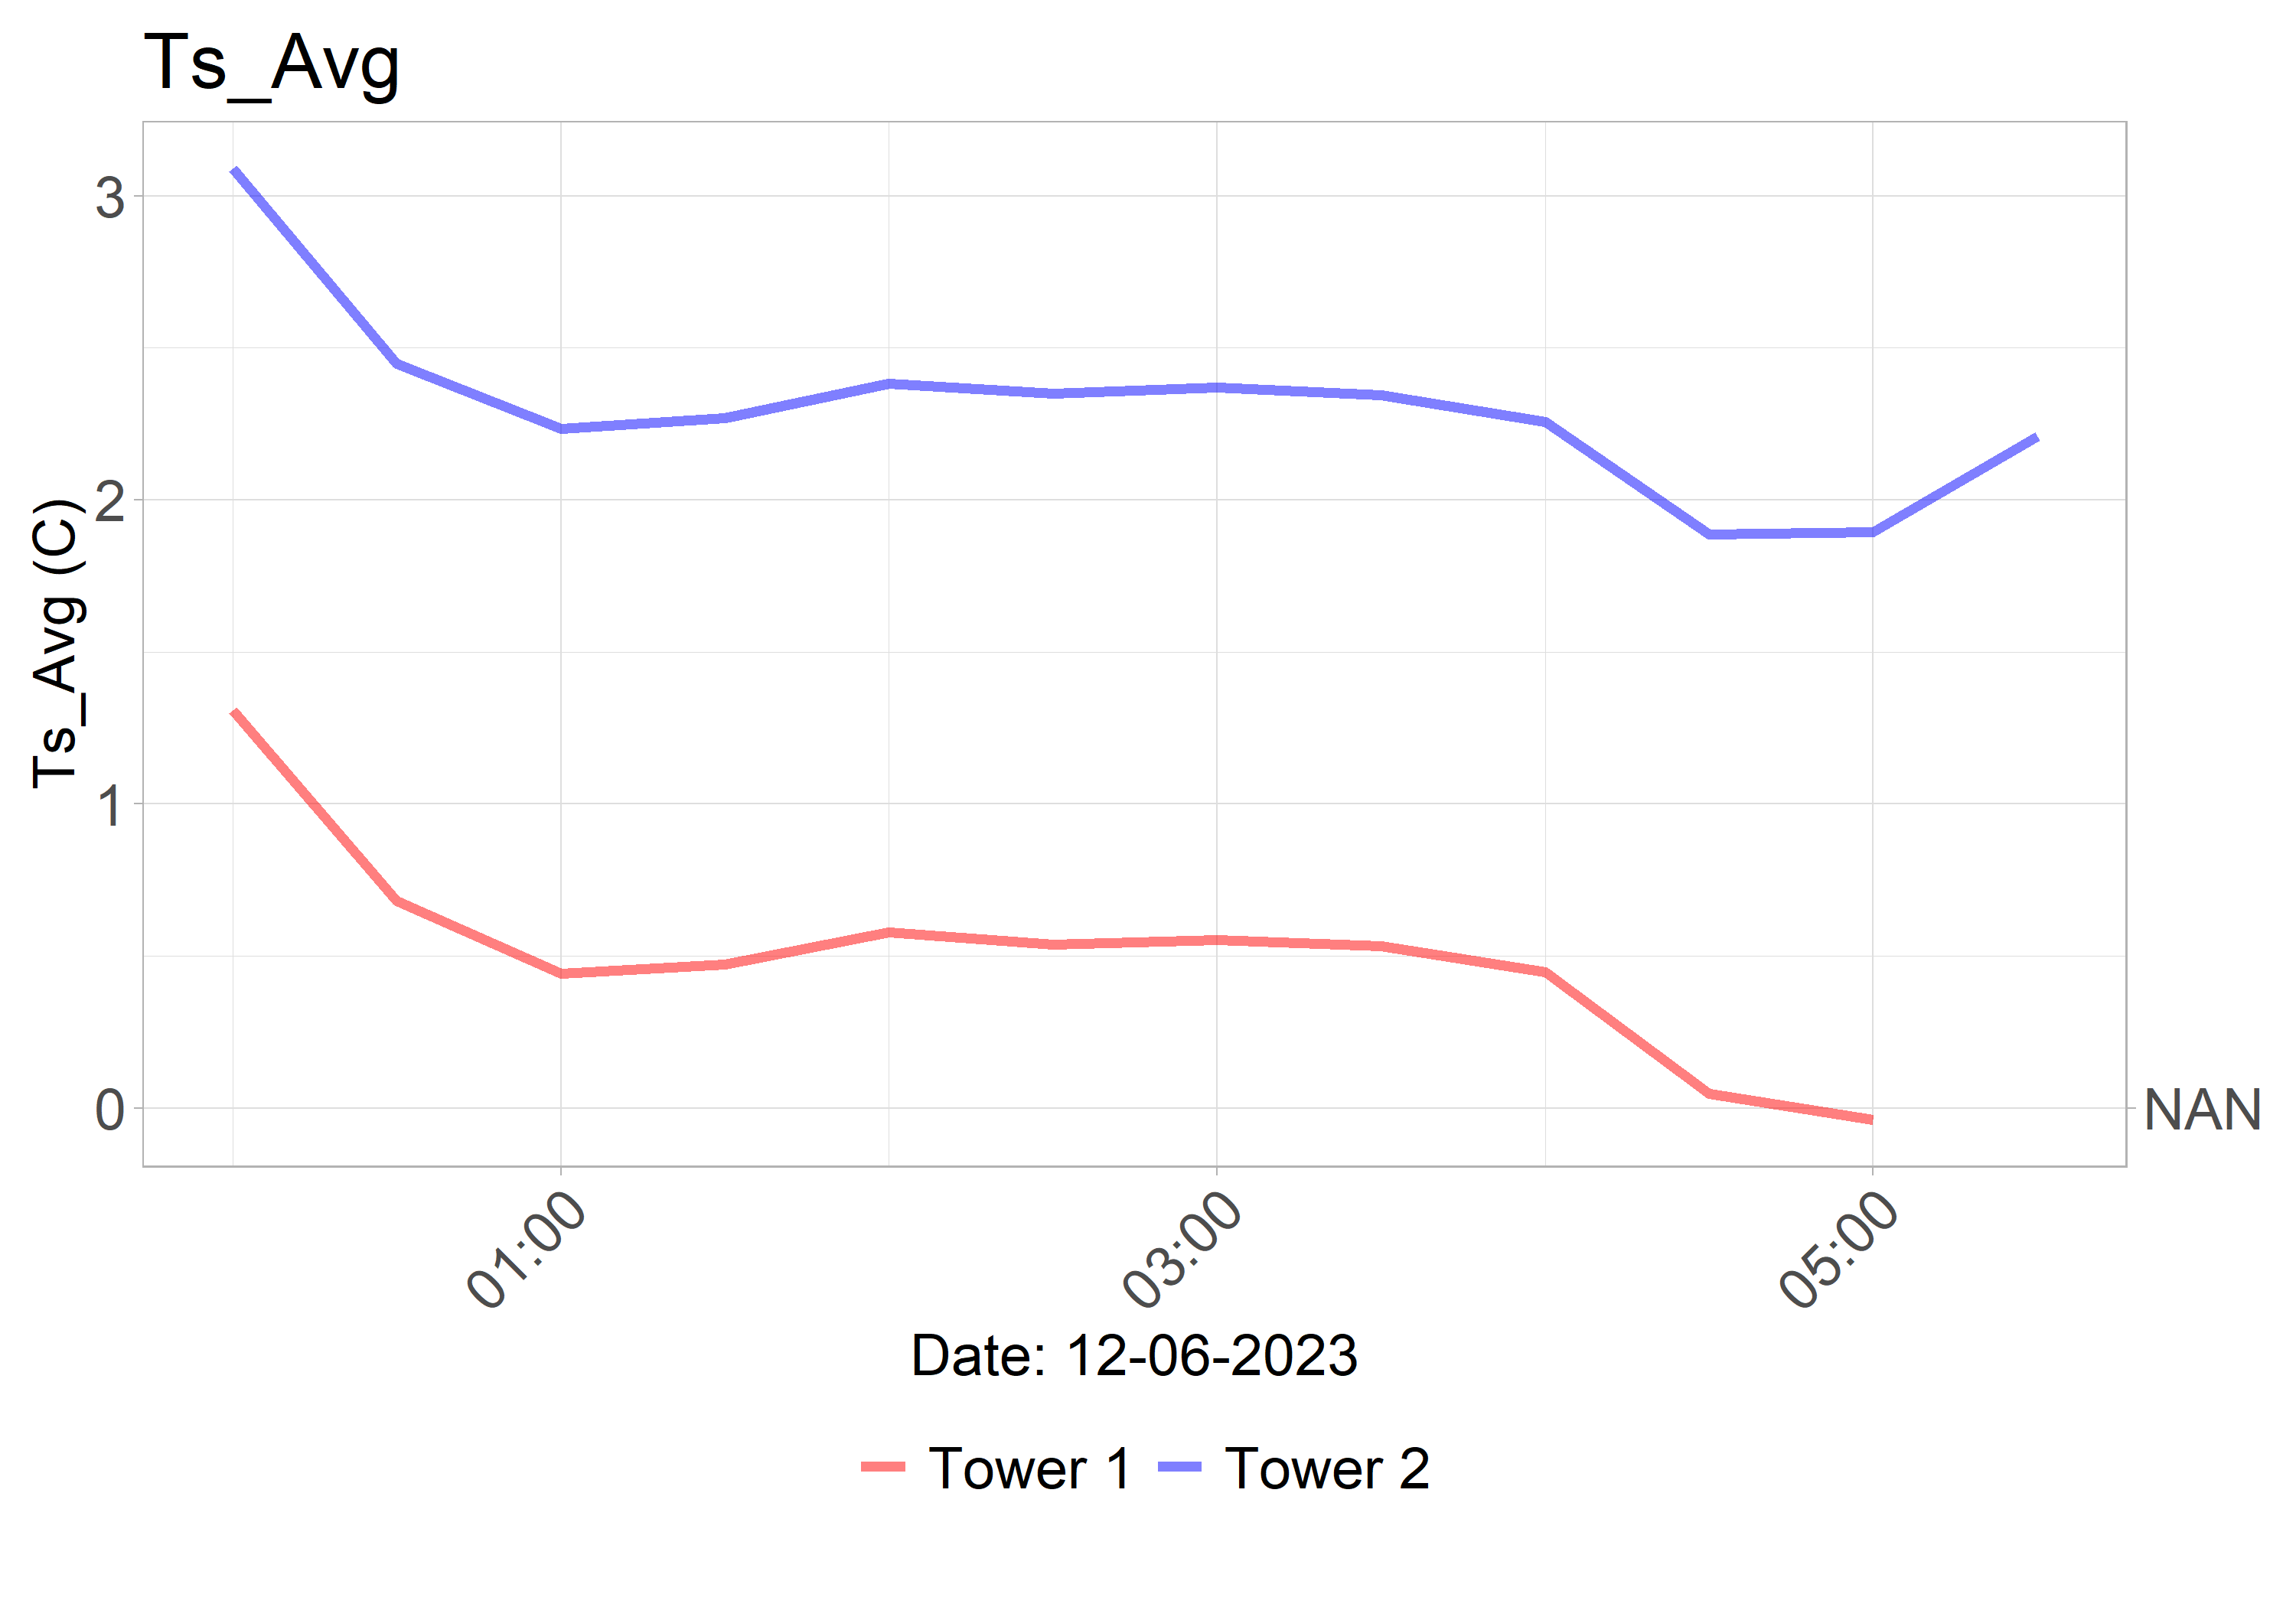 Ts_Avg
Ts_Avg (C)
3
2
1
0
NAN
01:00
03:00
05:00
Date: 12-06-2023
Tower 1
Tower 2